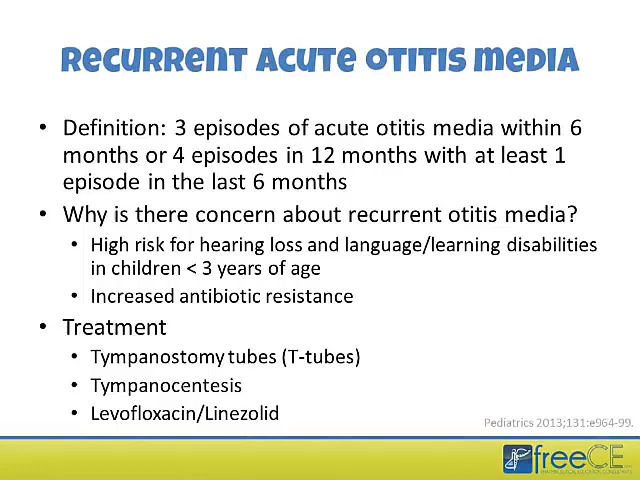 Recurrent Acute Otitis Media
• Definition: 3 episodes of acute otitis media within 6
months or 4 episodes in 12 months with at least 1
episode in the last 6 months
• Why is there concern about recurrent otitis media?
• High risk for hearing loss and language/learning disabilities
in children < 3 years of age
• Increased antibiotic resistance
• Treatment
• Tympanostomy tubes (T-tubes)
• Tympanocentesis
• Levofloxacin/Linezolid
Pediatrics 2013;131:e964-99.
freeCE